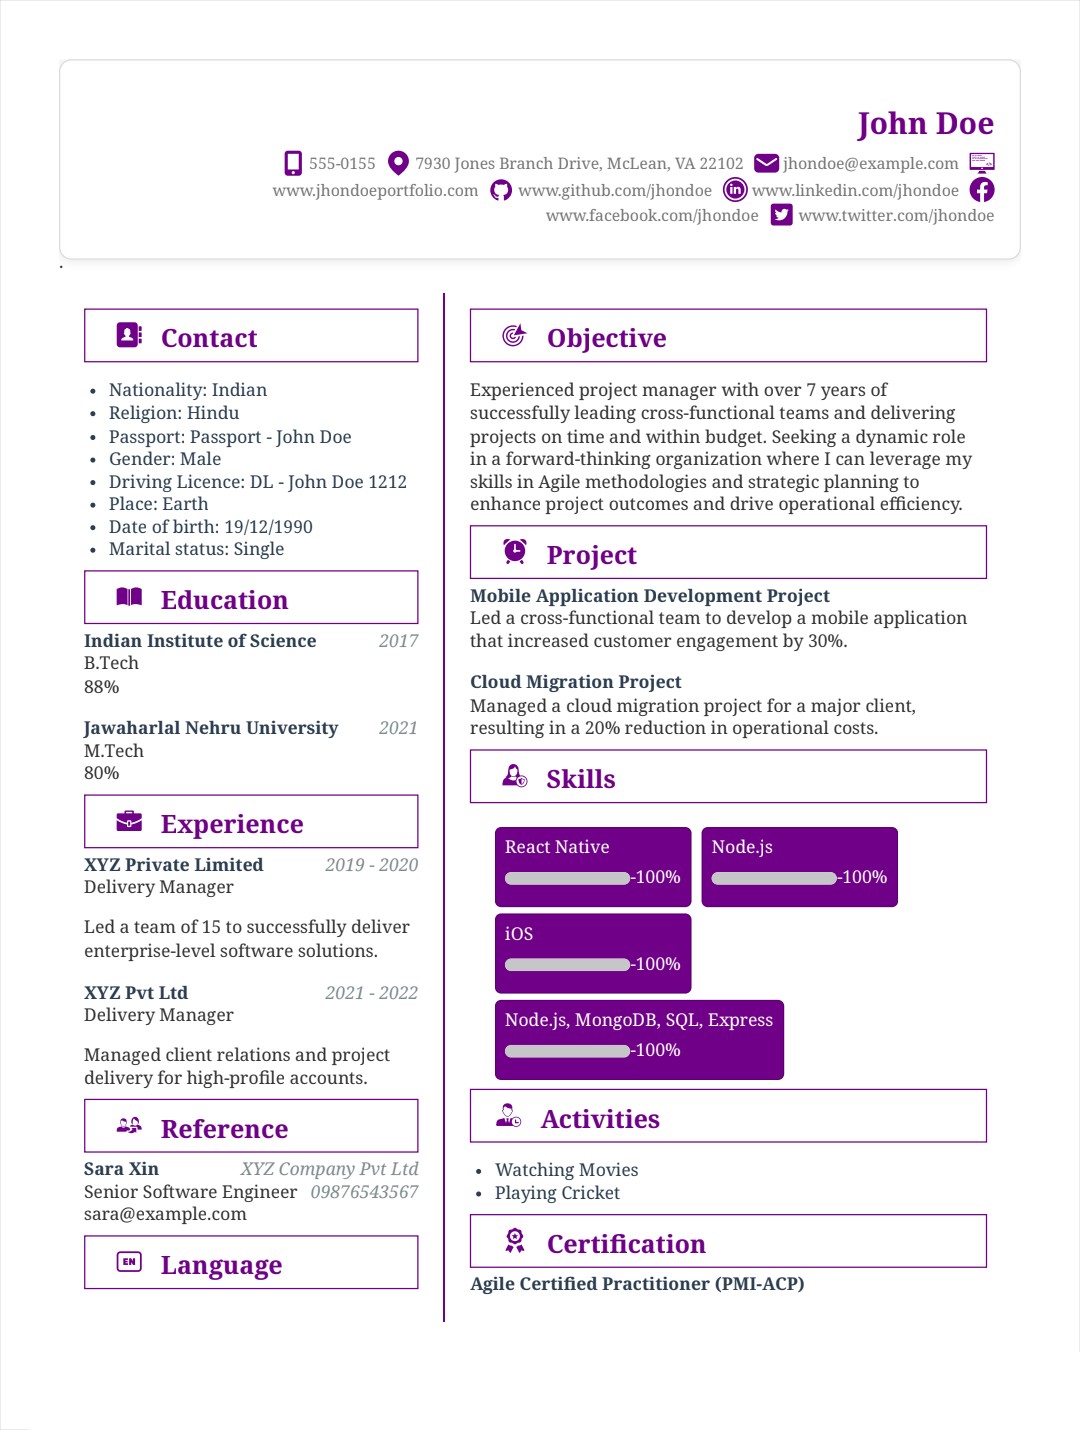 John Doe
555-0155 7930 Jones Branch Drive, McLean, VA 22102 jhondoe@example.com
www.jhondoeportfolio.com www.github.com/jhondoe www.linkedin.com/jhondoe
www.facebook.com/jhondoe www.twitter.com/jhondoe
.
Contact
• Nationality: Indian
• Religion: Hindu
• Passport: Passport - John Doe
• Gender: Male
• Driving Licence: DL - John Doe 1212
• Place: Earth
• Date of birth: 19/12/1990
• Marital status: Single
Education
Indian Institute of Science 2017
B.Tech
88%
Jawaharlal Nehru University 2021
M.Tech
80%
Experience
XYZ Private Limited 2019 - 2020
Delivery Manager
Led a team of 15 to successfully deliver
enterprise-level software solutions.
XYZ Pvt Ltd 2021 - 2022
Delivery Manager
Managed client relations and project
delivery for high-profile accounts.
Reference
Sara Xin XYZ Company Pvt Ltd
Senior Software Engineer 09876543567
sara@example.com
EN Language
Objective
Experienced project manager with over 7 years of
successfully leading cross-functional teams and delivering
projects on time and within budget. Seeking a dynamic role
in a forward-thinking organization where I can leverage my
skills in Agile methodologies and strategic planning to
enhance project outcomes and drive operational efficiency.
Project
Mobile Application Development Project
Led a cross-functional team to develop a mobile application
that increased customer engagement by 30%.
Cloud Migration Project
Managed a cloud migration project for a major client,
resulting in a 20% reduction in operational costs.
Skills
React Native
-100%
Node.js
-100%
iOS
-100%
Node.js, MongoDB, SQL, Express
-100%
Activities
• Watching Movies
• Playing Cricket
Certification
Agile Certified Practitioner (PMI-ACP)